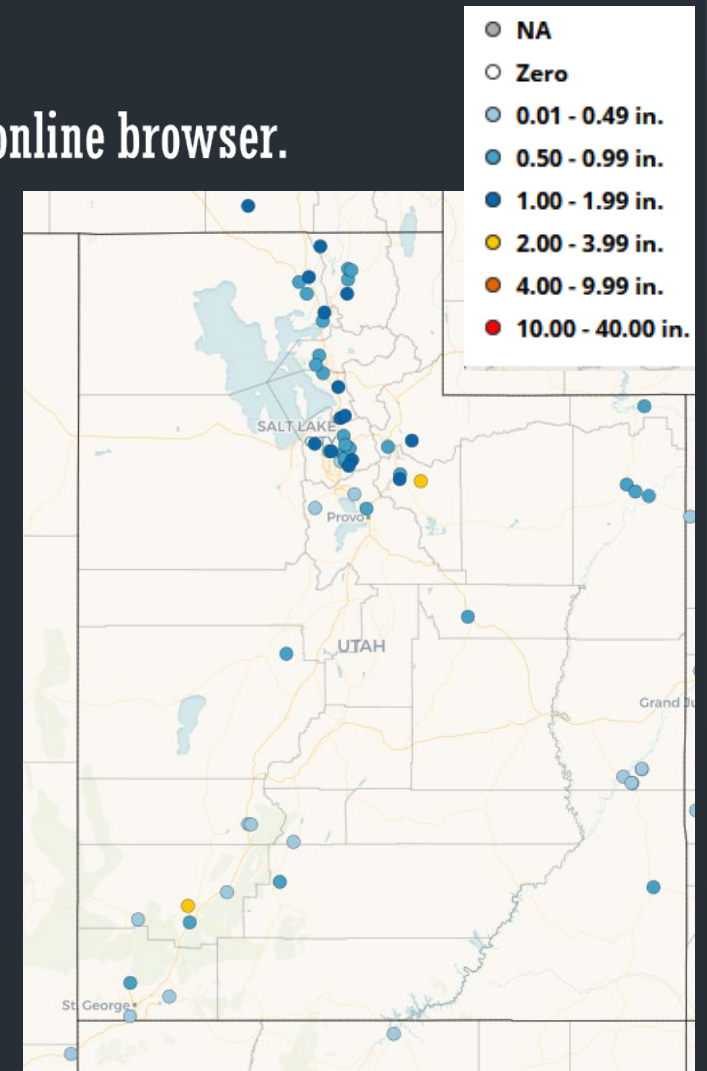 NA
Zero
0.01 - 0.49 in.
0.50 - 0.99 in.
1.00 - 1.99 in.
2.00 - 3.99 in.
4.00 - 9.99 in.
10.00 - 40.00 in.
online browser.
SALT LAKE
CITY
Provo
UTAH
Grand Ju
St. George